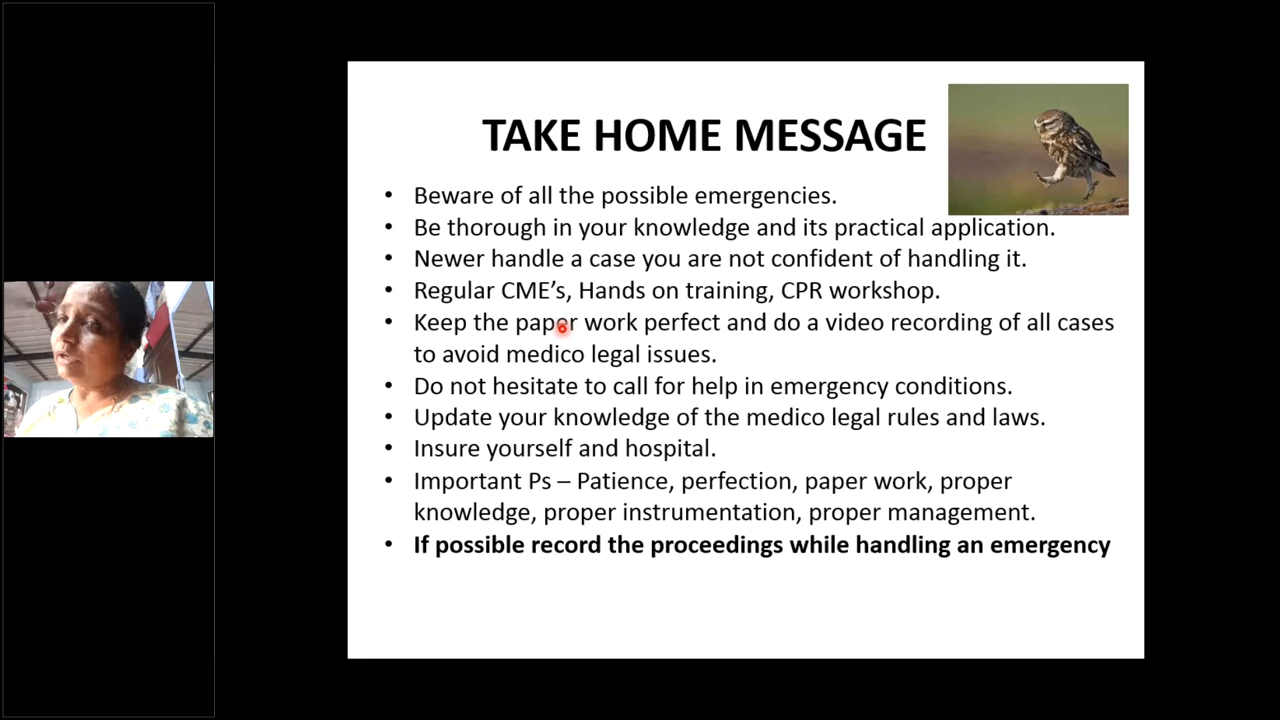 TAKE HOME MESSAGE
• Beware of all the possible emergencies.
• Be thorough in your knowledge and its practical application.
• Newer handle a case you are not confident of handling it.
• Regular CME’s, Hands on training, CPR workshop.
• Keep the paper work perfect and do a video recording of all cases
to avoid medico legal issues.
• Do not hesitate to call for help in emergency conditions.
• Update your knowledge of the medico legal rules and laws.
• Insure yourself and hospital.
• Important Ps – Patience, perfection, paper work, proper
knowledge, proper instrumentation, proper management.
• If possible record the proceedings while handling an emergency